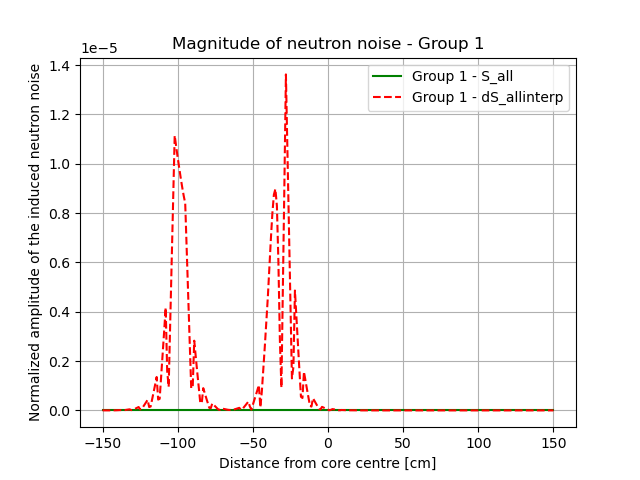 Magnitude of neutron noise - Group 1
1e−5
Group 1 - S_all
Group 1 - dS_allinterp
Normalized amplitude of the induced neutron noise
1.4
1.2
1.0
0.8
0.6
0.4
0.2
0.0
−150 −100 −50 0 50 100 150
Distance from core centre [cm]